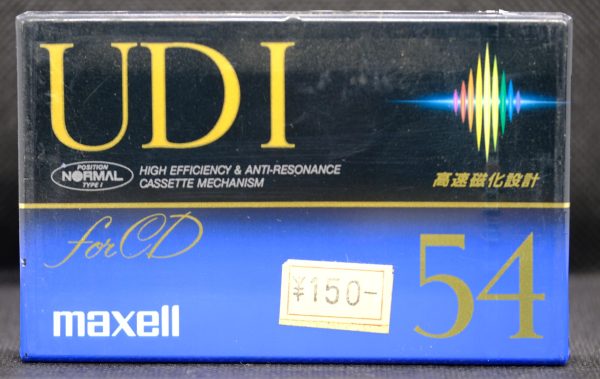 UDI
POSITION
NORMAL
TYPE I
HIGH EFFICIENCY & ANTI-RESONANCE
CASSETTE MECHANISM
高速磁化設計
for CD
54
¥150-
maxell